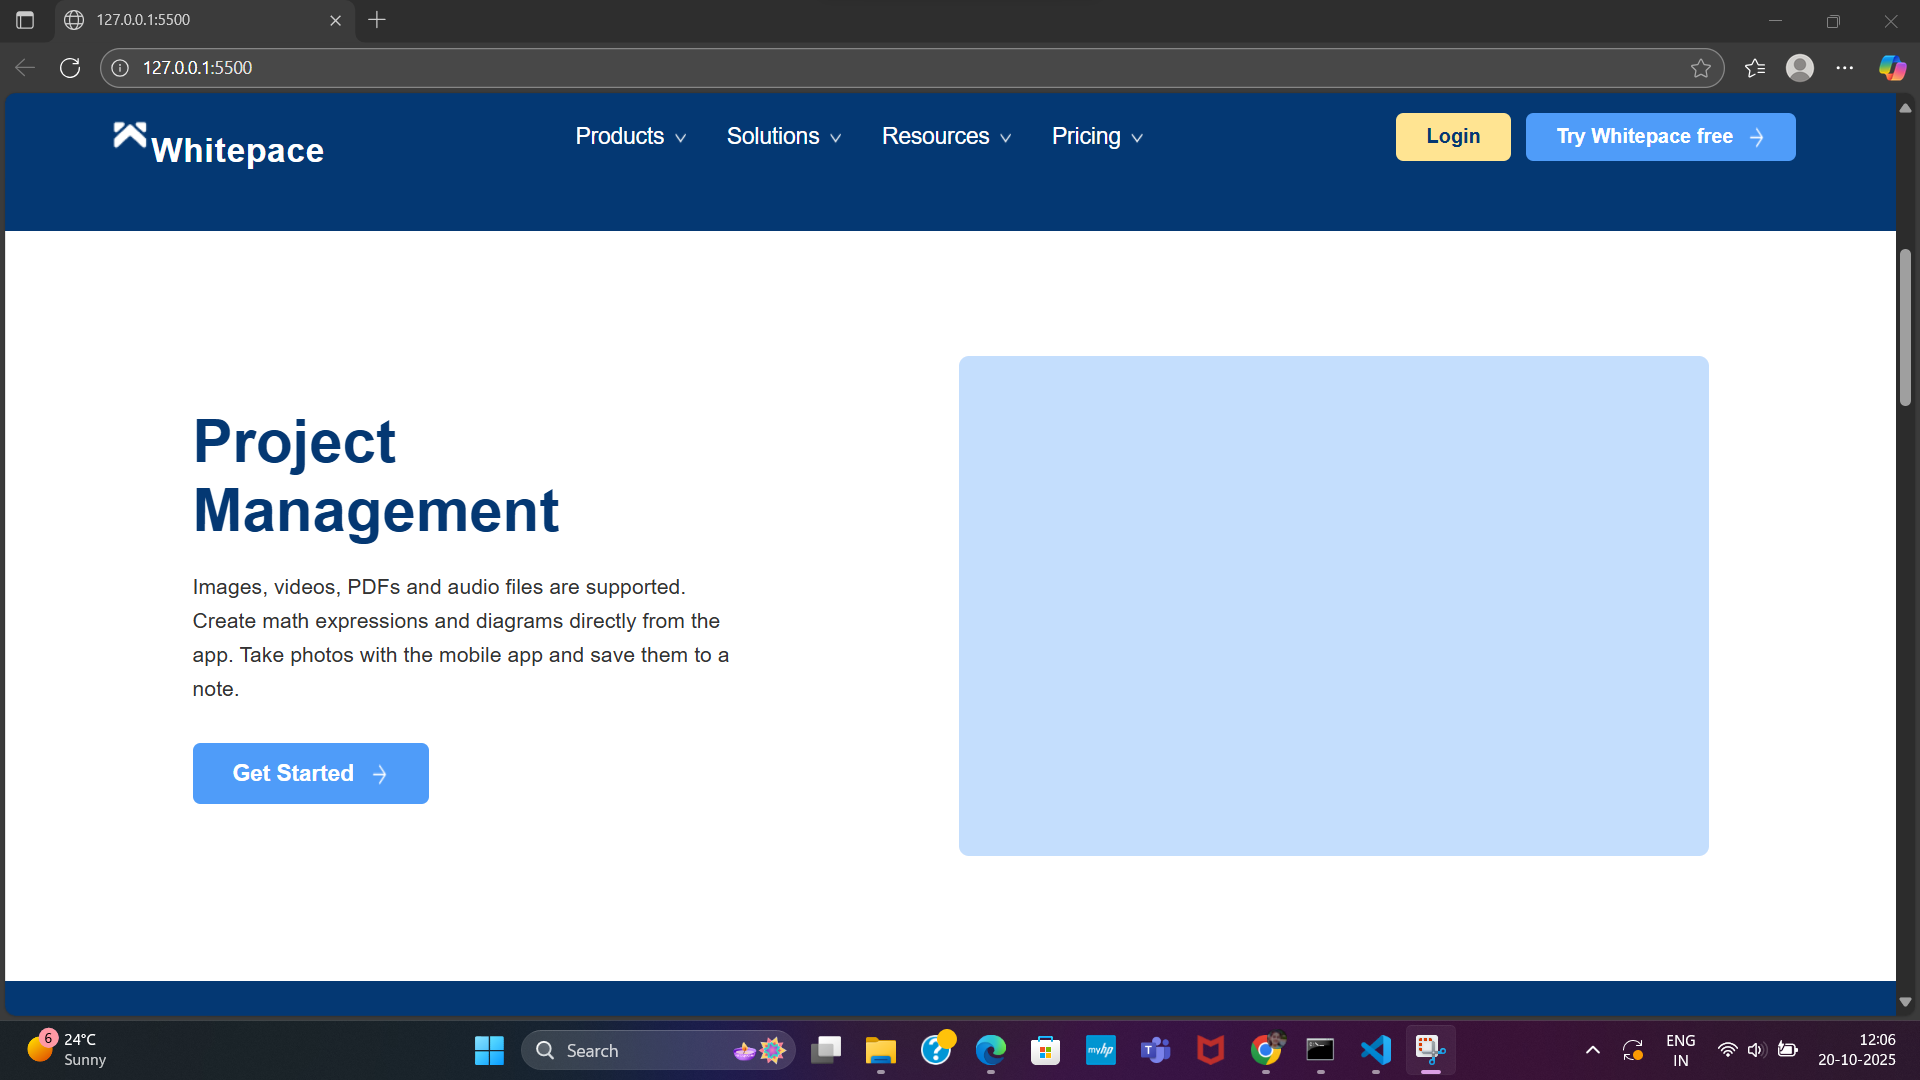 127.0.0.1:5500
127.0.0.1:5500
Whitepace
Products
Solutions
Resources
Pricing
Login
Try Whitepace free
Project
Management
Images, videos, PDFs and audio files are supported.
Create math expressions and diagrams directly from the
app. Take photos with the mobile app and save them to a
note.
Get Started
6
24°C
Sunny
Search
myhp
T
ENG
IN
12:06
20-10-2025